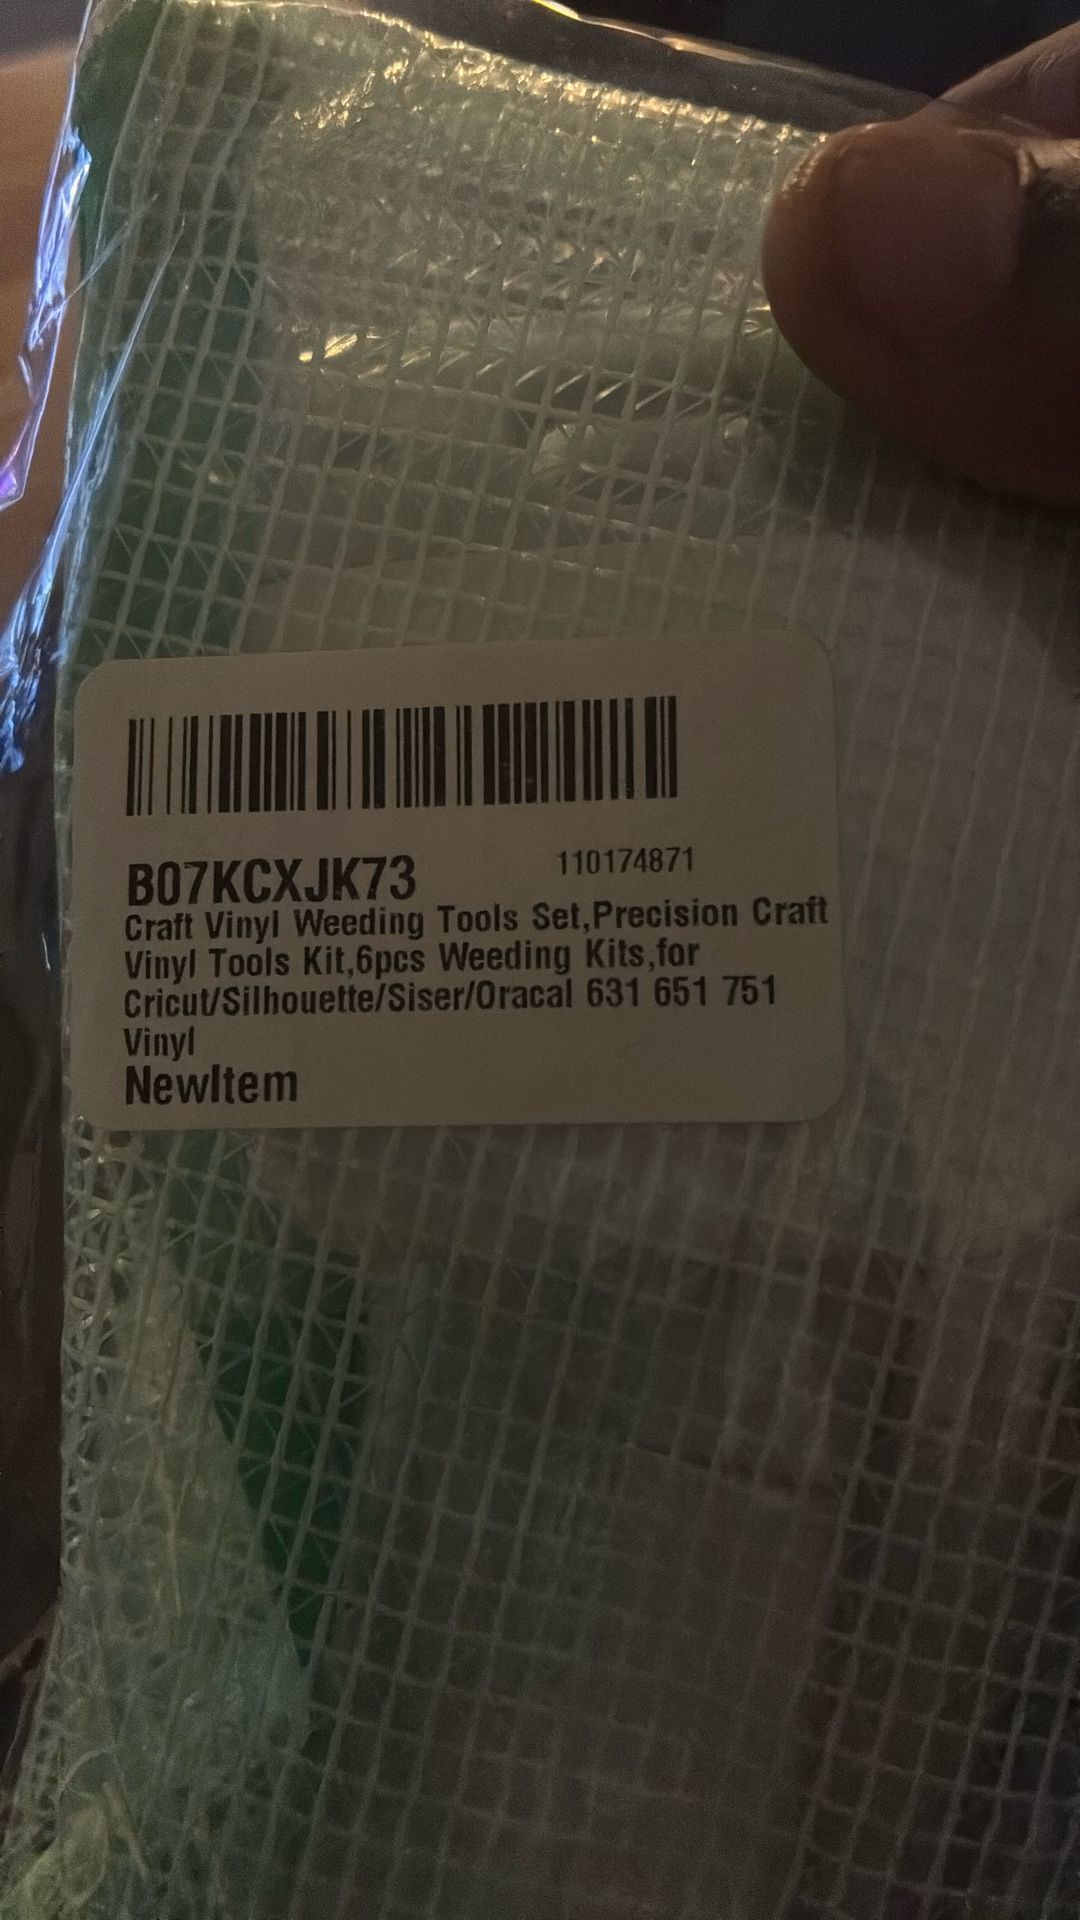 B07KCXJK73 110174871
Craft Vinyl Weeding Tools Set,Precision Craft
Vinyl Tools Kit,6pcs Weeding Kits,for
Cricut/Silhouette/Siser/Oracal 631 651 751
Vinyl
NewItem